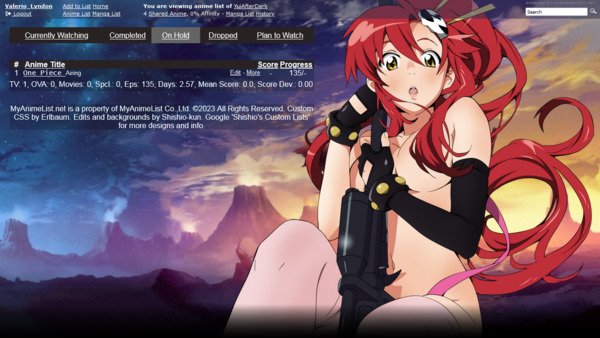 Valerio_Lyndon Add to List Home You are viewing anime list of YuiAfterDark
Logout Anime List Manga List 4 Shared Anime, 0% Affinity - Manga List History
Search
Currently Watching Completed On Hold Dropped Plan to Watch
# Anime Title Score Progress
1 One Piece Airing Edit - More - 135/-
TV: 1, OVA: 0, Movies: 0, Spcl.: 0, Eps: 135, Days: 2.57, Mean Score: 0.0, Score Dev.: 0.00
MyAnimeList.net is a property of MyAnimeList Co.,Ltd. ©2023 All Rights Reserved. Custom
CSS by Erlbaum. Edits and backgrounds by Shishio-kun. Google 'Shishio's Custom Lists'
for more designs and info.